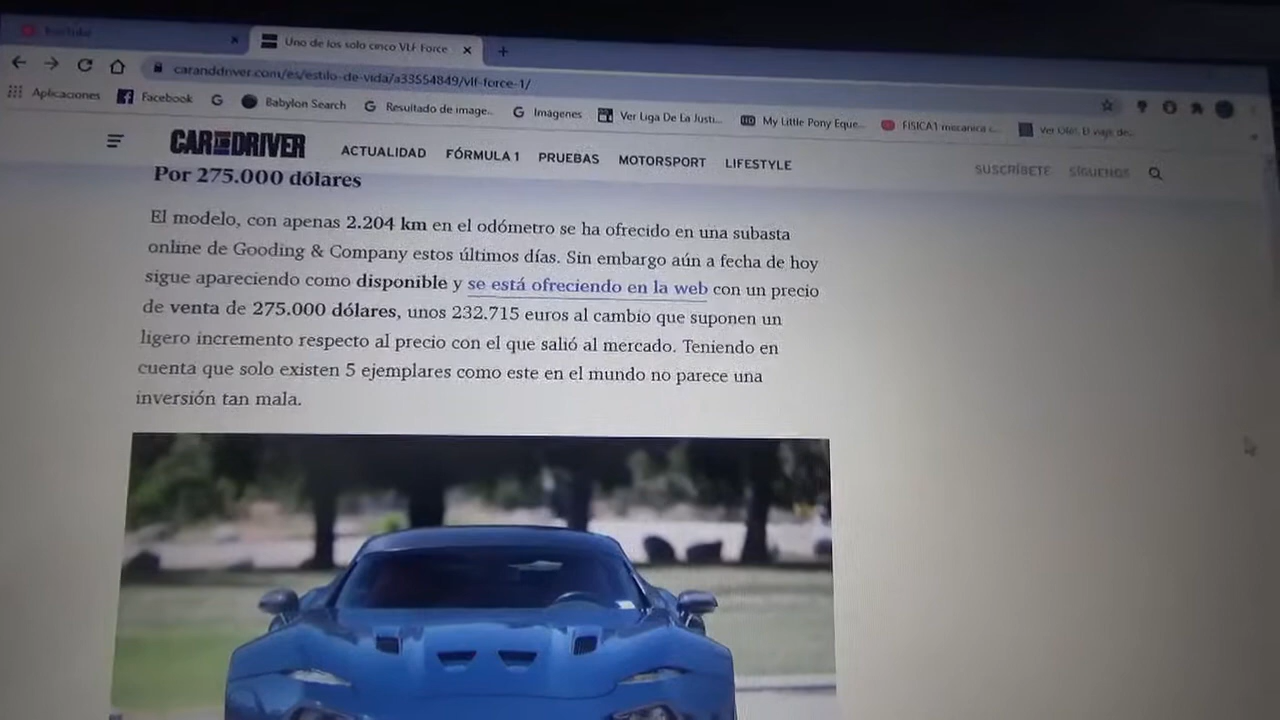 YouTube
Uno de los solo cinco VLF Force
caranddriver.com/es/estilo-de-vida/a33554849/vlf-force-1/
Aplicaciones Facebook Babylon Search Resultado de image... Imagenes Ver Liga De La Justi... My Little Pony Eque... FISICA1 mecanica
CAR AND DRIVER ACTUALIDAD FÓRMULA 1 PRUEBAS MOTORSPORT LIFESTYLE SUSCRÍBETE SÍGUENOS
Por 275.000 dólares
El modelo, con apenas 2.204 km en el odómetro se ha ofrecido en una subasta
online de Gooding & Company estos últimos días. Sin embargo aún a fecha de hoy
sigue apareciendo como disponible y se está ofreciendo en la web con un precio
de venta de 275.000 dólares, unos 232.715 euros al cambio que suponen un
ligero incremento respecto al precio con el que salió al mercado. Teniendo en
cuenta que solo existen 5 ejemplares como este en el mundo no parece una
inversión tan mala.